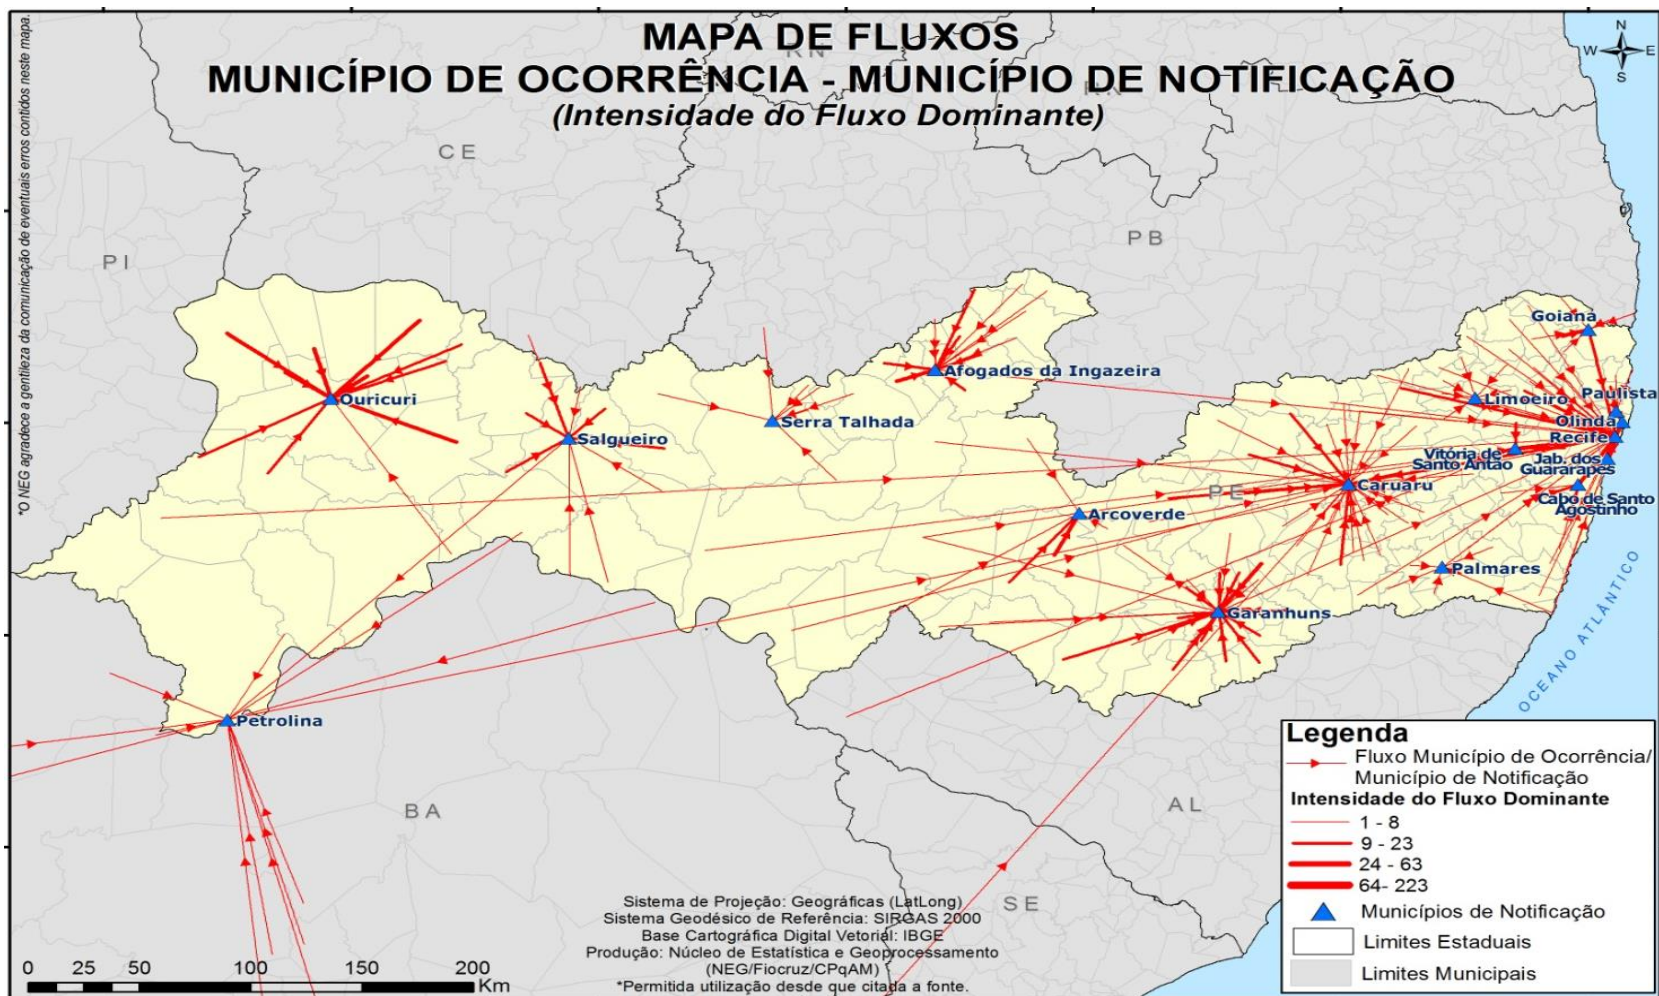 MAPA DE FLUXOS
MUNICÍPIO DE OCORRÊNCIA - MUNICÍPIO DE NOTIFICAÇÃO
(Intensidade do Fluxo Dominante)
*O NEG agradece a gentileza da comunicação de eventuais erros contidos neste mapa.
N
W
E
S
RN
RN
CE
PB
PI
Goiana
Afogados da Ingazeira
Ouricuri
Limoeiro
Paulista
Serra Talhada
Olinda
Salgueiro
Recife
Vitória de
Santo Antão
Jab. dos
Guararapes
PE
Caruaru
Cabo de Santo
Agostinho
Arcoverde
Palmares
Garanhuns
OCEANO ATLÂNTICO
Petrolina
BA
AL
SE
Legenda
Fluxo Município de Ocorrência/
Município de Notificação
Intensidade do Fluxo Dominante
1 - 8
9 - 23
24 - 63
64- 223
Municípios de Notificação
Limites Estaduais
Limites Municipais
Sistema de Projeção: Geográficas (LatLong)
Sistema Geodésico de Referência: SIRGAS 2000
Base Cartográfica Digital Vetorial: IBGE
Produção: Núcleo de Estatística e Geoprocessamento
(NEG/Fiocruz/CPqAM)
*Permitida utilização desde que citada a fonte.
0 25 50 100 150 200
Km